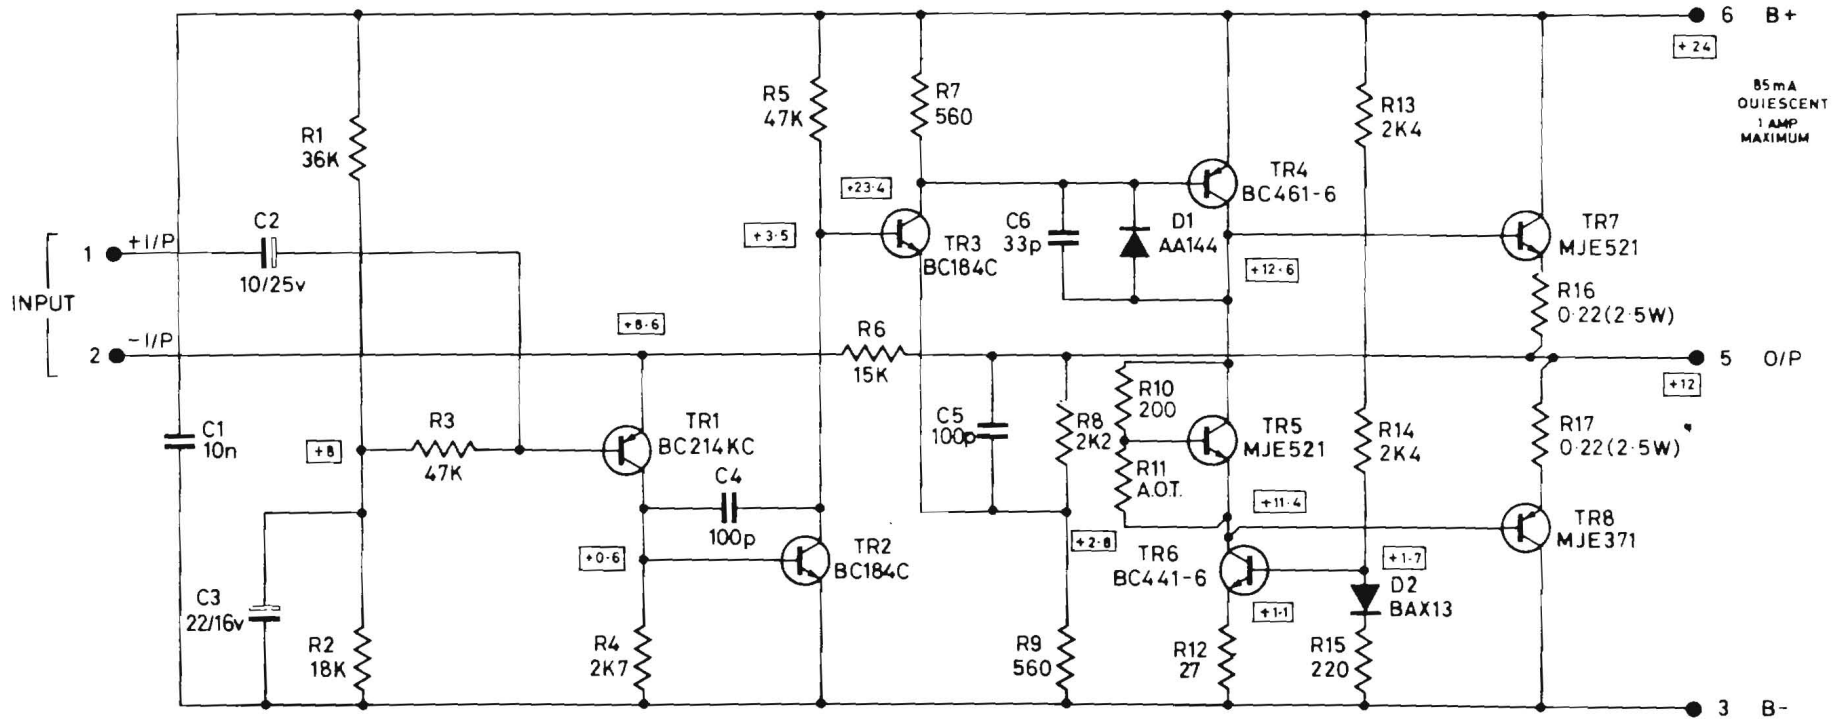 6 B+
+24
85mA
QUIESCENT
1 AMP
MAXIMUM
R1
36K
R5
47K
R7
560
R13
2K4
+23·4
TR4
BC461-6
C2
+I/P
1
10/25v
INPUT
+3·5
TR3
BC184C
C6
33p
D1
AA144
TR7
MJE521
+12·6
R16
0·22(2·5W)
+8·6
R6
15K
2
-I/P
5 O/P
+12
C1
10n
+8
R3
47K
TR1
BC214KC
C5
100p
R8
2K2
R10
200
R11
A.O.T.
TR5
MJE521
R14
2K4
R17
0·22(2·5W)
C4
100p
+11·4
+0·6
TR2
BC184C
+2·8
TR6
BC441-6
+1·7
TR8
MJE371
C3
22/16v
D2
BAX13
+1·1
R2
18K
R4
2K7
R9
560
R12
27
R15
220
3 B-